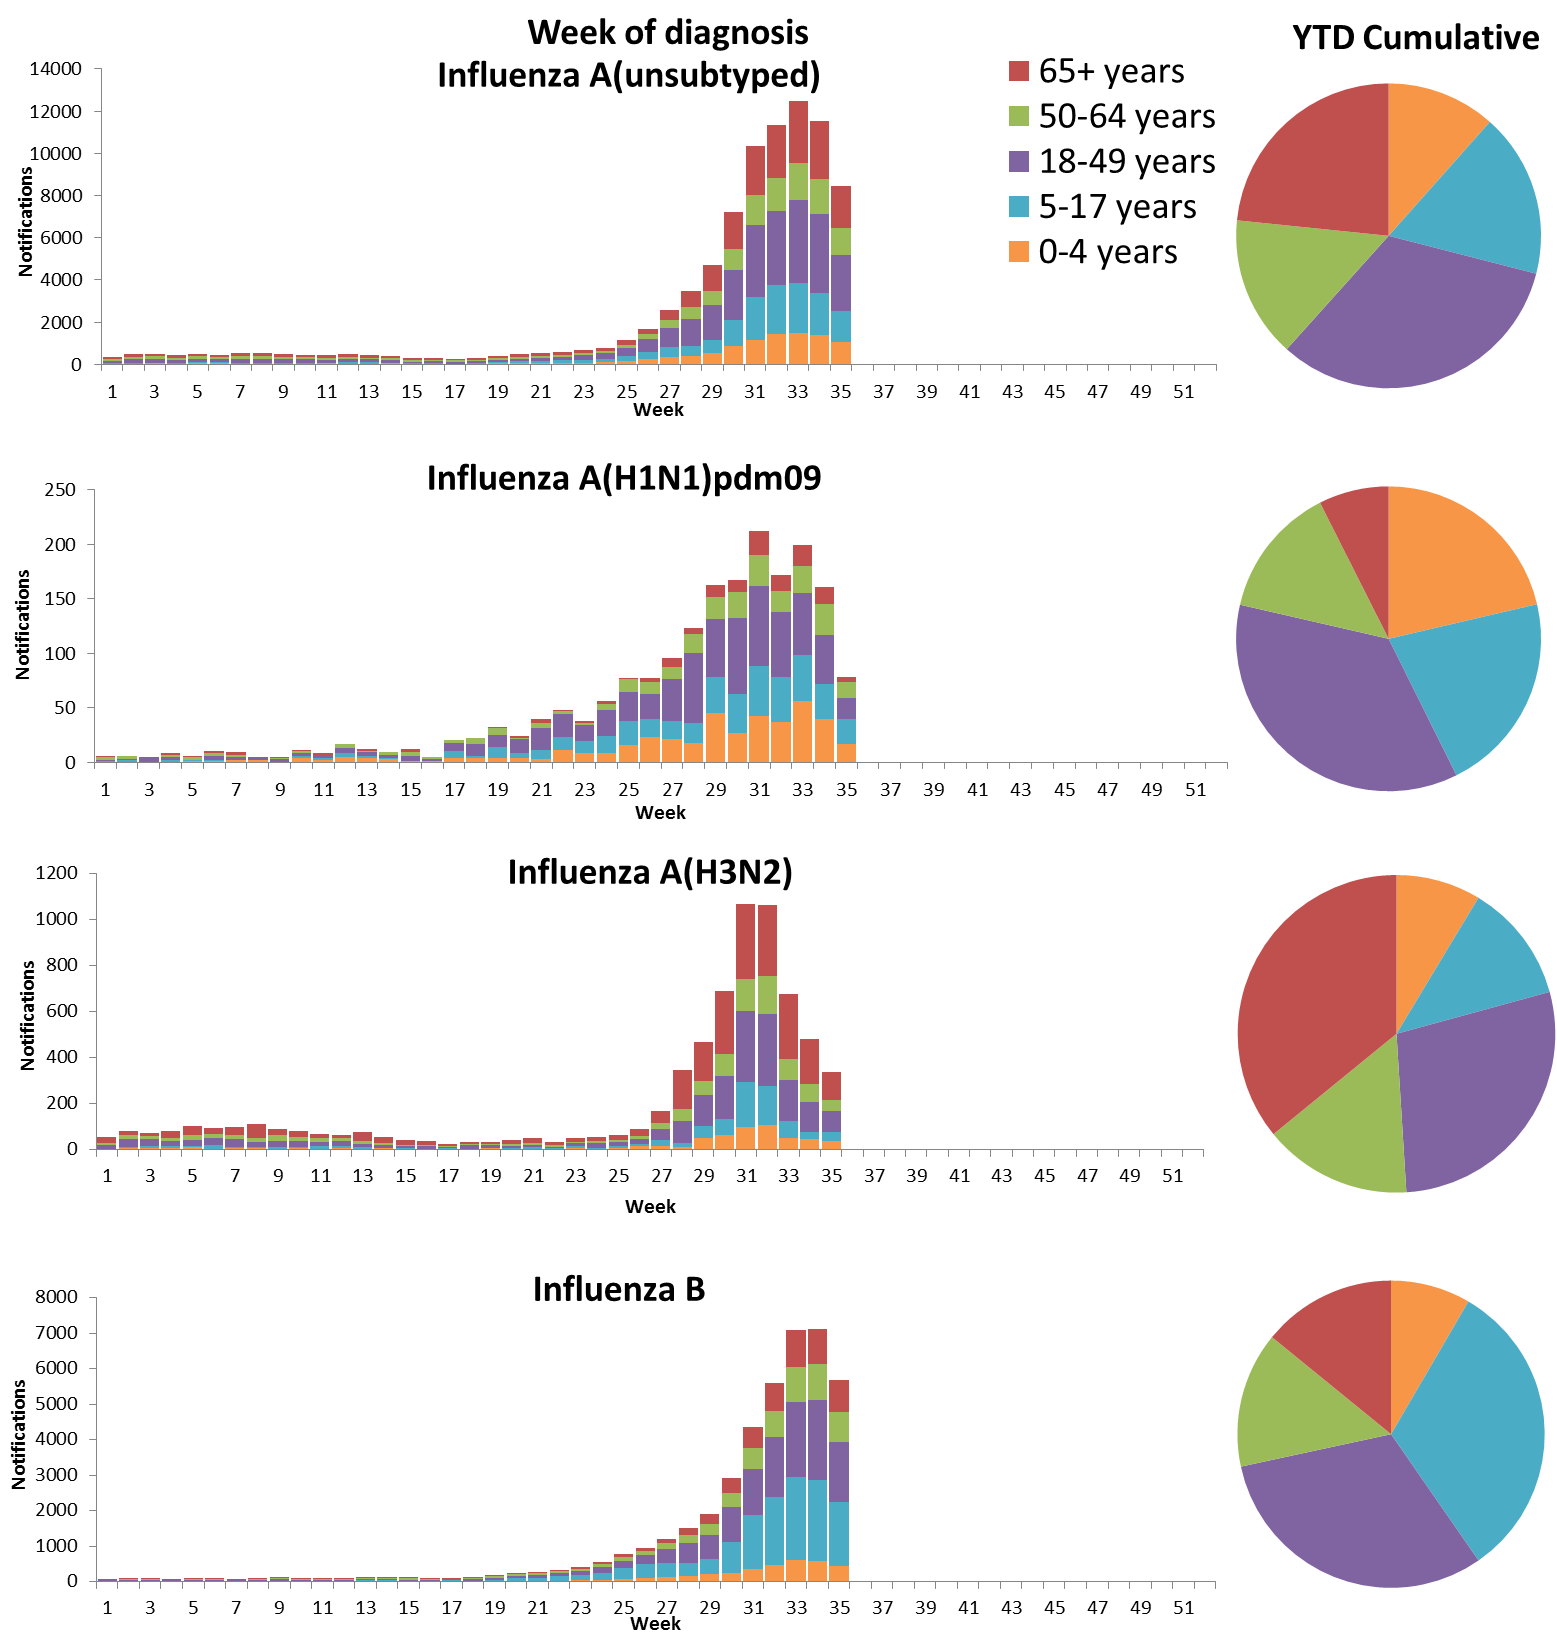 Week of diagnosis
Influenza A(unsubtyped)
YTD Cumulative
65+ years
50-64 years
18-49 years
5-17 years
0-4 years
14000
12000
10000
8000
6000
4000
2000
0
Notifications
1 3 5 7 9 11 13 15 17 19 21 23 25 27 29 31 33 35 37 39 41 43 45 47 49 51
Week
Influenza A(H1N1)pdm09
250
200
150
100
50
0
Notifications
1 3 5 7 9 11 13 15 17 19 21 23 25 27 29 31 33 35 37 39 41 43 45 47 49 51
Week
Influenza A(H3N2)
1200
1000
800
600
400
200
0
Notifications
1 3 5 7 9 11 13 15 17 19 21 23 25 27 29 31 33 35 37 39 41 43 45 47 49 51
Week
Influenza B
8000
7000
6000
5000
4000
3000
2000
1000
0
Notifications
1 3 5 7 9 11 13 15 17 19 21 23 25 27 29 31 33 35 37 39 41 43 45 47 49 51
Week